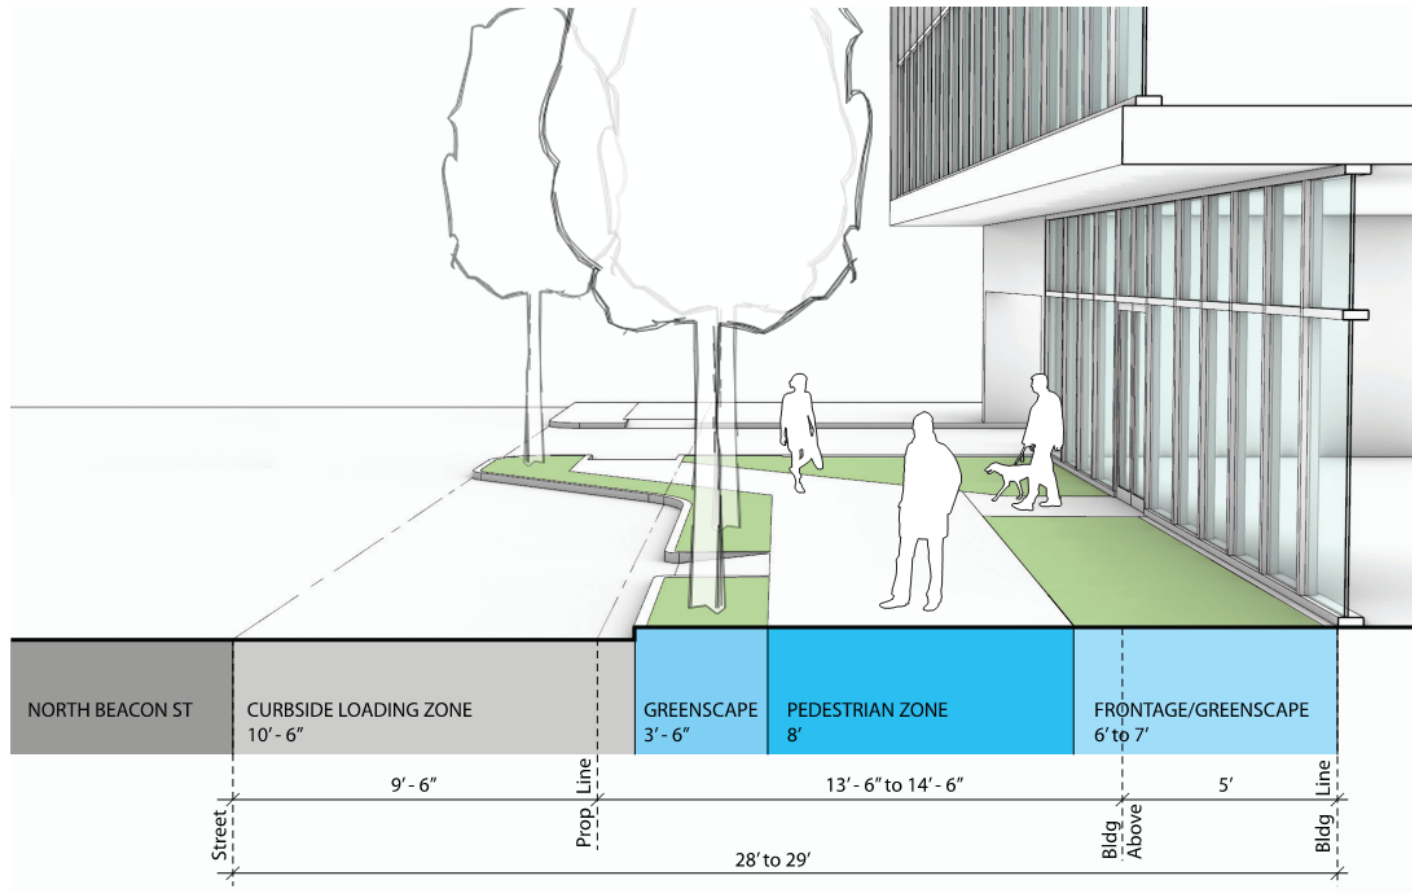 NORTH BEACON ST
CURBSIDE LOADING ZONE
10' - 6"
GREENSCAPE
3' - 6"
PEDESTRIAN ZONE
8'
FRONTAGE/GREENSCAPE
6' to 7'
9' - 6"
13' - 6" to 14' - 6"
5'
Street
Prop Line
Bldg
Above
Bldg Line
28' to 29'